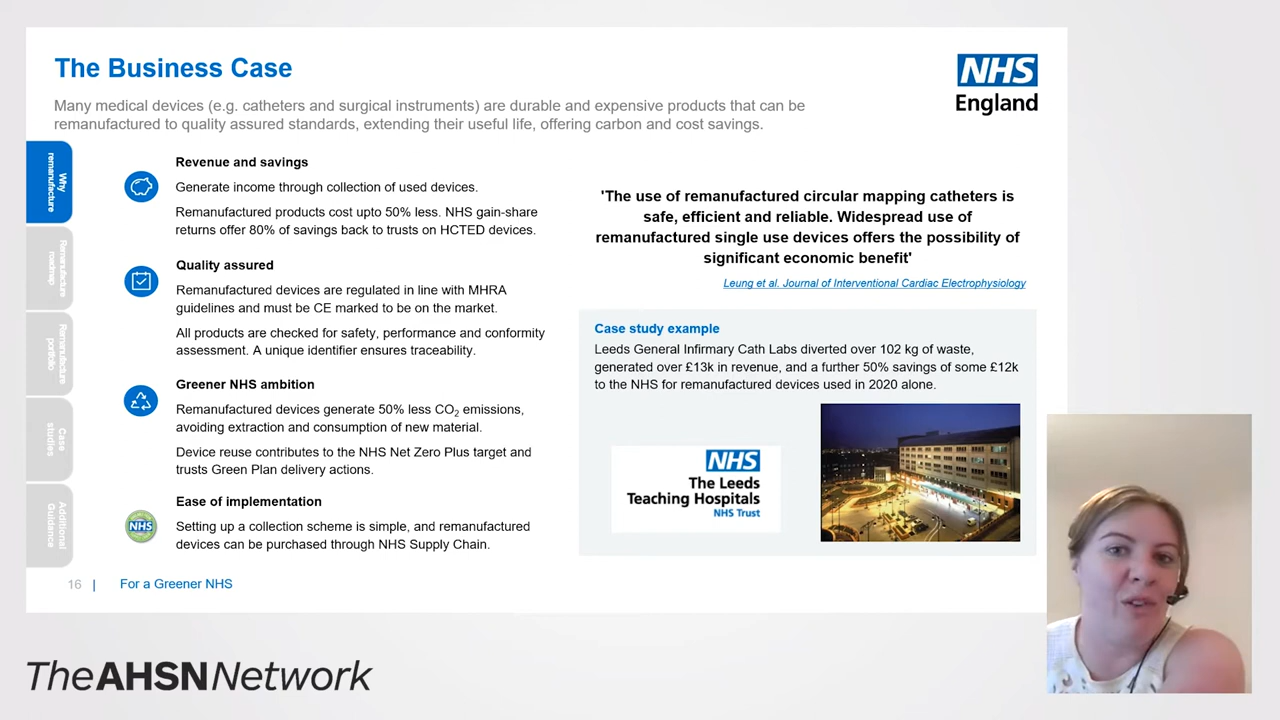 The Business Case
NHS
England
Many medical devices (e.g. catheters and surgical instruments) are durable and expensive products that can be
remanufactured to quality assured standards, extending their useful life, offering carbon and cost savings.
Why
remanufacture
Remanufacture
roadmap
Remanufacture
portfolio
Case
studies
Additional
Guidance
Revenue and savings
Generate income through collection of used devices.
Remanufactured products cost upto 50% less. NHS gain-share
returns offer 80% of savings back to trusts on HCTED devices.
Quality assured
Remanufactured devices are regulated in line with MHRA
guidelines and must be CE marked to be on the market.
All products are checked for safety, performance and conformity
assessment. A unique identifier ensures traceability.
Greener NHS ambition
Remanufactured devices generate 50% less CO2 emissions,
avoiding extraction and consumption of new material.
Device reuse contributes to the NHS Net Zero Plus target and
trusts Green Plan delivery actions.
Ease of implementation
NHS
Setting up a collection scheme is simple, and remanufactured
devices can be purchased through NHS Supply Chain.
'The use of remanufactured circular mapping catheters is
safe, efficient and reliable. Widespread use of
remanufactured single use devices offers the possibility of
significant economic benefit'
Leung et al. Journal of Interventional Cardiac Electrophysiology
Case study example
Leeds General Infirmary Cath Labs diverted over 102 kg of waste,
generated over £13k in revenue, and a further 50% savings of some £12k
to the NHS for remanufactured devices used in 2020 alone.
NHS
The Leeds
Teaching Hospitals
NHS Trust
16 | For a Greener NHS
TheAHSNNetwork